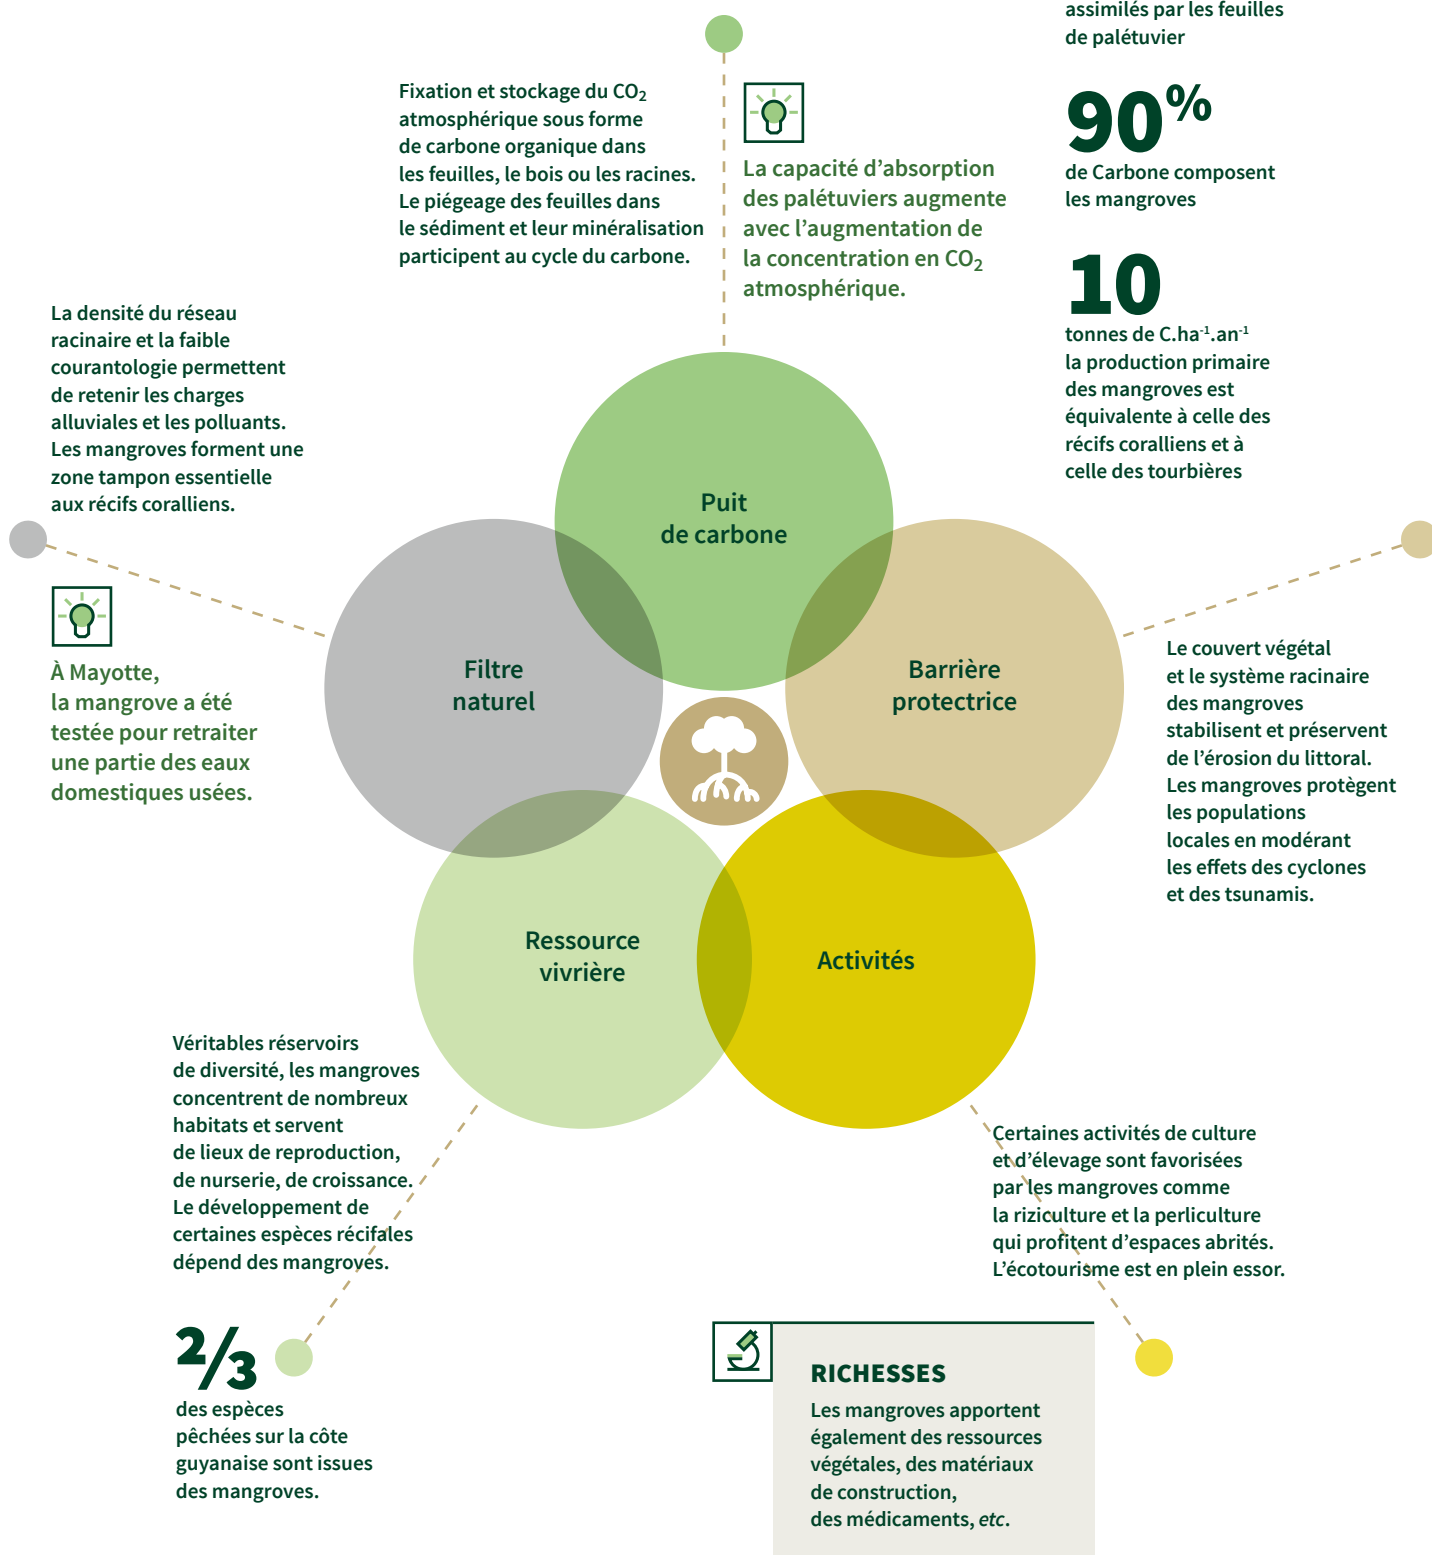 assimilés par les feuilles
de palétuvier
90%
de Carbone composent
les mangroves
10
tonnes de C.ha-1.an-1
la production primaire
des mangroves est
équivalente à celle des
récifs coralliens et à
celle des tourbières
Fixation et stockage du CO2
atmosphérique sous forme
de carbone organique dans
les feuilles, le bois ou les racines.
Le piégeage des feuilles dans
le sédiment et leur minéralisation
participent au cycle du carbone.
La capacité d’absorption
des palétuviers augmente
avec l’augmentation de
la concentration en CO2
atmosphérique.
La densité du réseau
racinaire et la faible
courantologie permettent
de retenir les charges
alluviales et les polluants.
Les mangroves forment une
zone tampon essentielle
aux récifs coralliens.
À Mayotte,
la mangrove a été
testée pour retraiter
une partie des eaux
domestiques usées.
Puit
de carbone
Filtre
naturel
Barrière
protectrice
Ressource
vivrière
Activités
Le couvert végétal
et le système racinaire
des mangroves
stabilisent et préservent
de l’érosion du littoral.
Les mangroves protègent
les populations
locales en modérant
les effets des cyclones
et des tsunamis.
Véritables réservoirs
de diversité, les mangroves
concentrent de nombreux
habitats et servent
de lieux de reproduction,
de nurserie, de croissance.
Le développement de
certaines espèces récifales
dépend des mangroves.
2/3
des espèces
pêchées sur la côte
guyanaise sont issues
des mangroves.
Certaines activités de culture
et d’élevage sont favorisées
par les mangroves comme
la riziculture et la perliculture
qui profitent d’espaces abrités.
L’écotourisme est en plein essor.
RICHESSES
Les mangroves apportent
également des ressources
végétales, des matériaux
de construction,
des médicaments, etc.